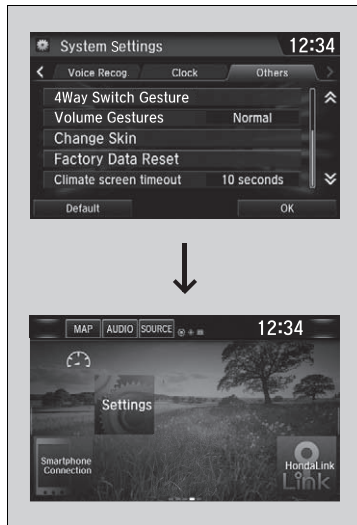 System Settings 12:34
Voice Recog. Clock Others
4Way Switch Gesture
Volume Gestures Normal
Change Skin
Factory Data Reset
Climate screen timeout 10 seconds
Default OK
MAP AUDIO SOURCE 12:34
Settings
Smartphone
Connection
HondaLink
Link